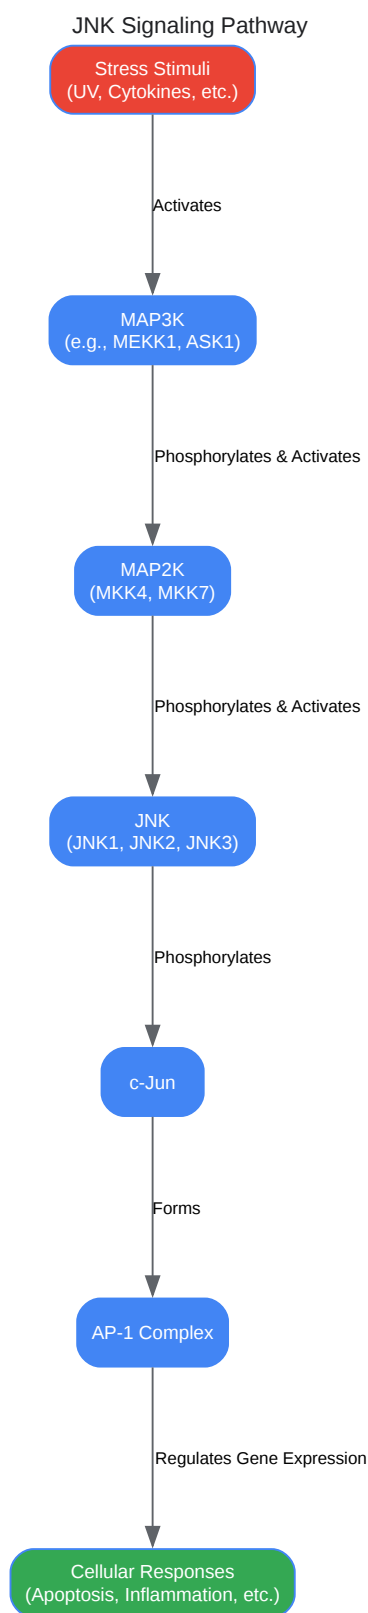 JNK Signaling Pathway
Stress Stimuli
(UV, Cytokines, etc.)
Activates
MAP3K
(e.g., MEKK1, ASK1)
Phosphorylates & Activates
MAP2K
(MKK4, MKK7)
Phosphorylates & Activates
JNK
(JNK1, JNK2, JNK3)
Phosphorylates
c-Jun
Forms
AP-1 Complex
Regulates Gene Expression
Cellular Responses
(Apoptosis, Inflammation, etc.)